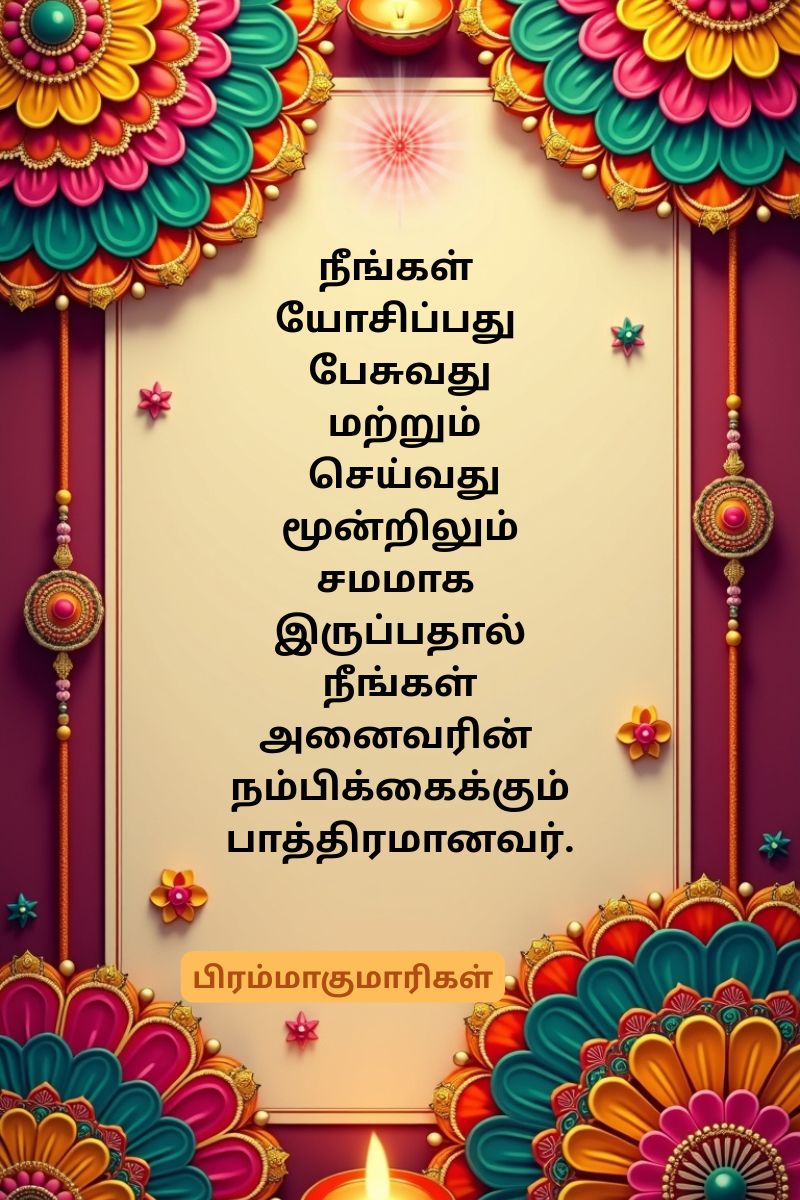 நீங்கள்
யோசிப்பது
பேசுவது
மற்றும்
செய்வது
மூன்றிலும்
சமமாக
இருப்பதால்
நீங்கள்
அனைவரின்
நம்பிக்கைக்கும்
பாத்திரமானவர்.
பிரம்மாகுமாரிகள்